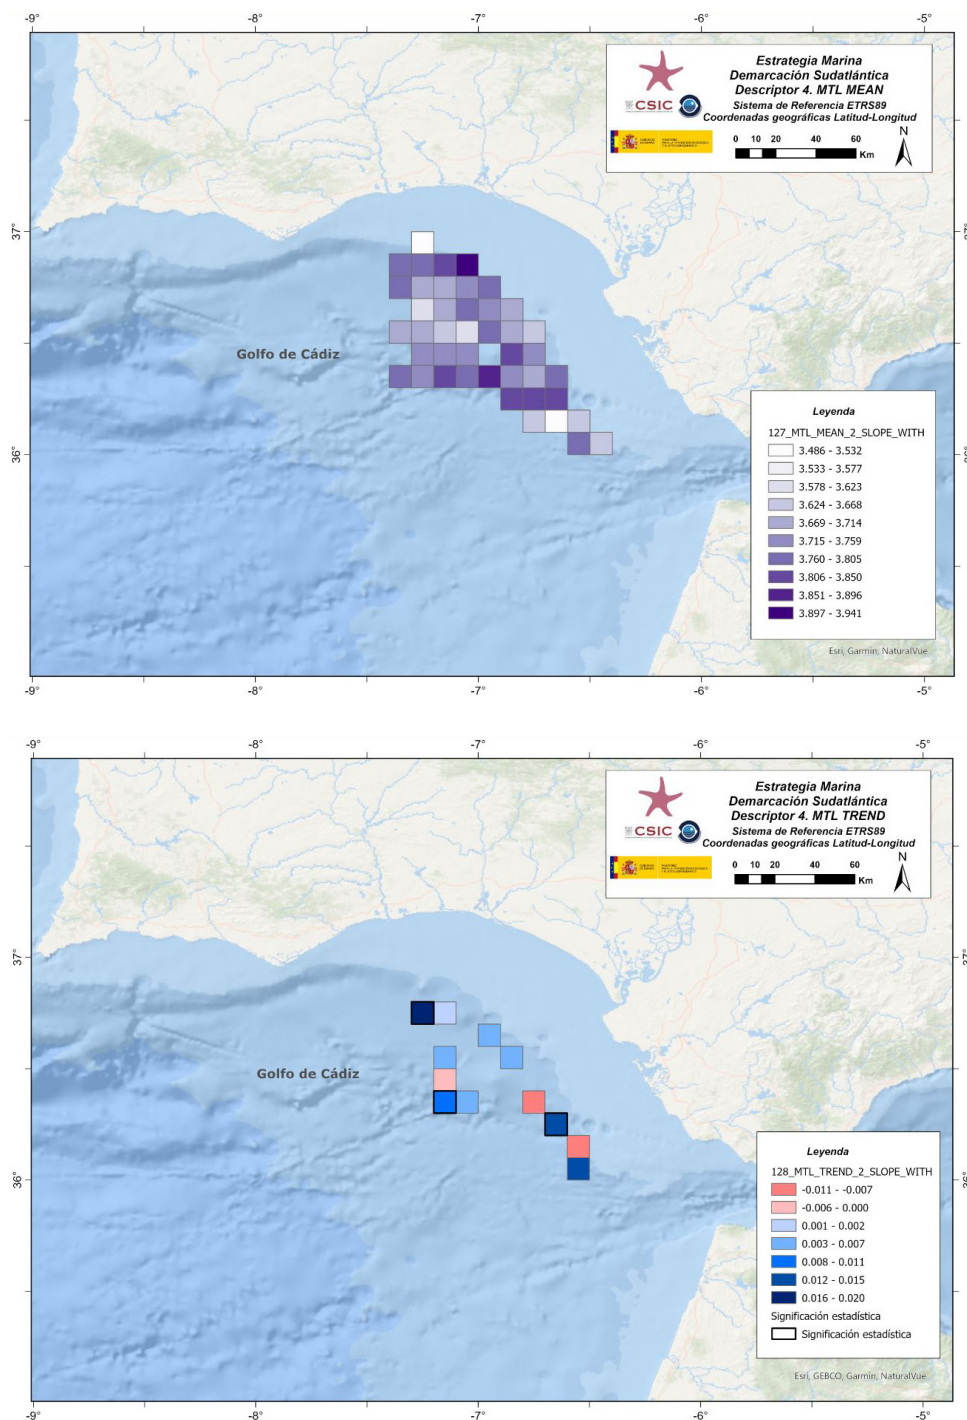 -9°
-8°
-7°
-6°
-5°
Estrategia Marina
Demarcación Sudatlántica
Descriptor 4. MTL MEAN
Sistema de Referencia ETRS89
Coordenadas geográficas Latitud-Longitud
CSIC
0 10 20 40 60
Km
N
37°
37°
Golfo de Cádiz
36°
36°
Leyenda
127_MTL_MEAN_2_SLOPE_WITH
3.486 - 3.532
3.533 - 3.577
3.578 - 3.623
3.624 - 3.668
3.669 - 3.714
3.715 - 3.759
3.760 - 3.805
3.806 - 3.850
3.851 - 3.896
3.897 - 3.941
Esri, Garmin, NaturalVue
-9°
-8°
-7°
-6°
-5°
-9°
-8°
-7°
-6°
-5°
Estrategia Marina
Demarcación Sudatlántica
Descriptor 4. MTL TREND
Sistema de Referencia ETRS89
Coordenadas geográficas Latitud-Longitud
CSIC
0 10 20 40 60
Km
N
37°
37°
Golfo de Cádiz
36°
36°
Leyenda
128_MTL_TREND_2_SLOPE_WITH
-0.011 - -0.007
-0.006 - 0.000
0.001 - 0.002
0.003 - 0.007
0.008 - 0.011
0.012 - 0.015
0.016 - 0.020
Significación estadística
Significación estadística
Esri, GEBCO, Garmin, NaturalVue
-9°
-8°
-7°
-6°
-5°